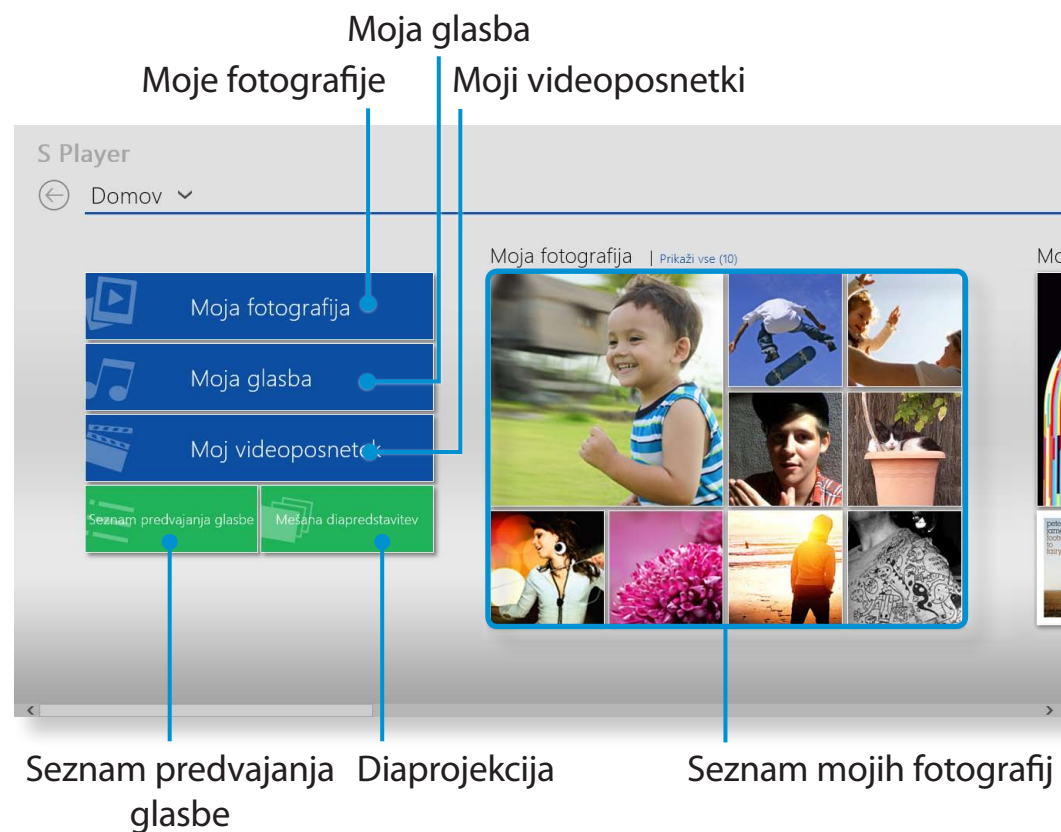 Moja glasba
Moje fotografije
Moji videoposnetki
S Player
Domov
Moja fotografija | Prikaži vse (10)
Mo
Moja fotografija
Moja glasba
Moj videoposnetek
Seznam predvajanja glasbe
Mešana diapredstavitev
Seznam predvajanja
glasbe
Diaprojekcija
Seznam mojih fotografij